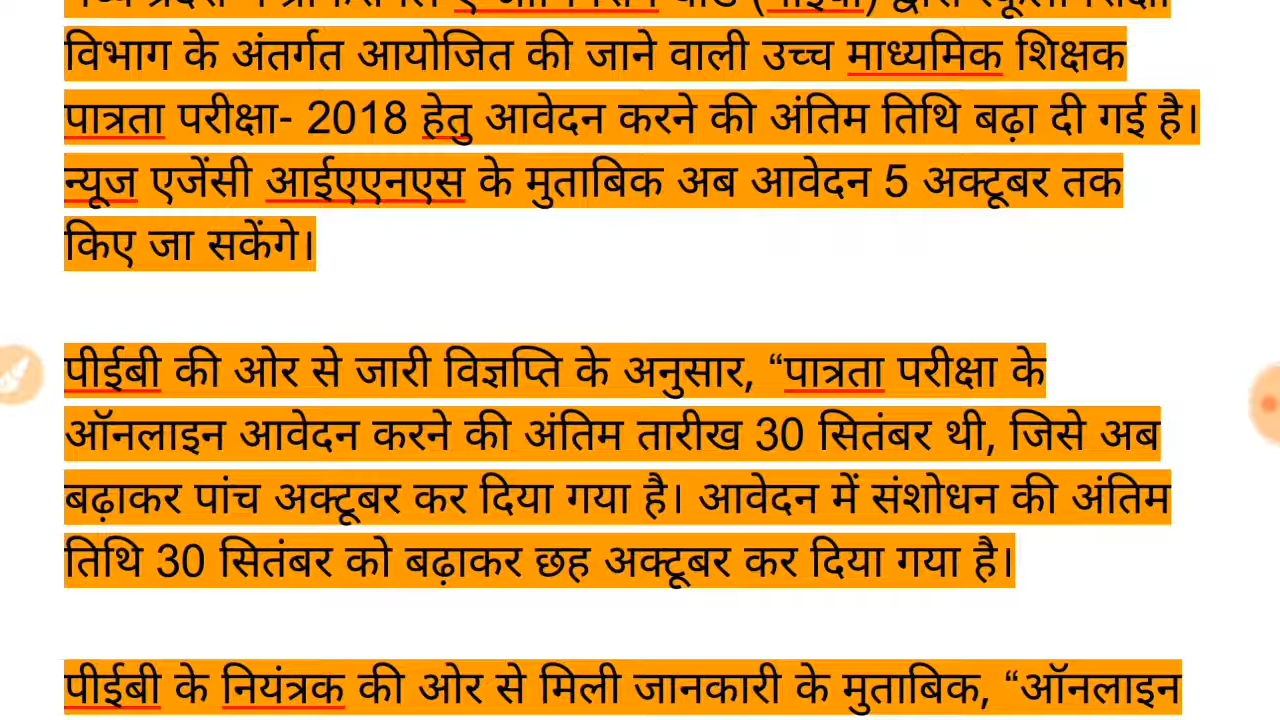 विभाग के अंतर्गत आयोजित की जाने वाली उच्च माध्यमिक शिक्षक
पात्रता परीक्षा- 2018 हेतु आवेदन करने की अंतिम तिथि बढ़ा दी गई है।
न्यूज एजेंसी आईएएनएस के मुताबिक अब आवेदन 5 अक्टूबर तक
किए जा सकेंगे।
पीईबी की ओर से जारी विज्ञप्ति के अनुसार, “पात्रता परीक्षा के
ऑनलाइन आवेदन करने की अंतिम तारीख 30 सितंबर थी, जिसे अब
बढ़ाकर पांच अक्टूबर कर दिया गया है। आवेदन में संशोधन की अंतिम
तिथि 30 सितंबर को बढ़ाकर छह अक्टूबर कर दिया गया है।
पीईबी के नियंत्रक की ओर से मिली जानकारी के मुताबिक, “ऑनलाइन